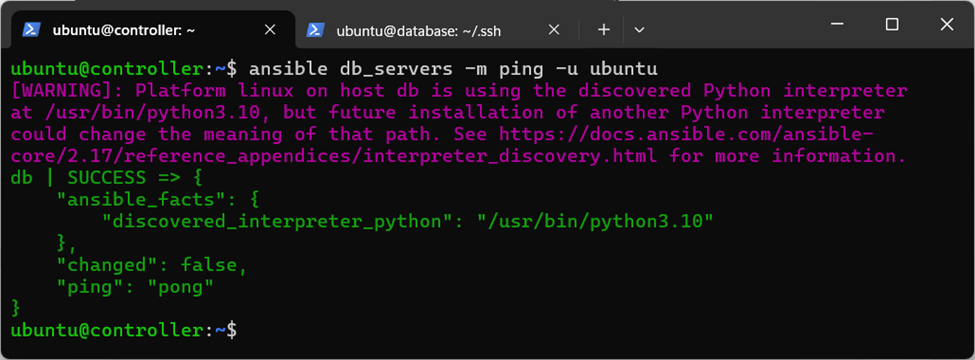 ubuntu@controller: ~
ubuntu@database: ~/.ssh
ubuntu@controller:~$ ansible db_servers -m ping -u ubuntu
[WARNING]: Platform linux on host db is using the discovered Python interpreter
at /usr/bin/python3.10, but future installation of another Python interpreter
could change the meaning of that path. See https://docs.ansible.com/ansible-
core/2.17/reference_appendices/interpreter_discovery.html for more information.
db | SUCCESS => {
    "ansible_facts": {
        "discovered_interpreter_python": "/usr/bin/python3.10"
    },
    "changed": false,
    "ping": "pong"
}
ubuntu@controller:~$